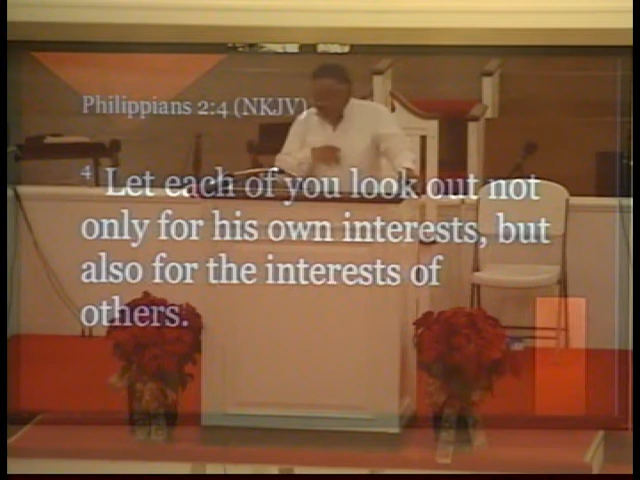 Philippians 2:4 (NKJV)
4 Let each of you look out not
only for his own interests, but
also for the interests of
others.